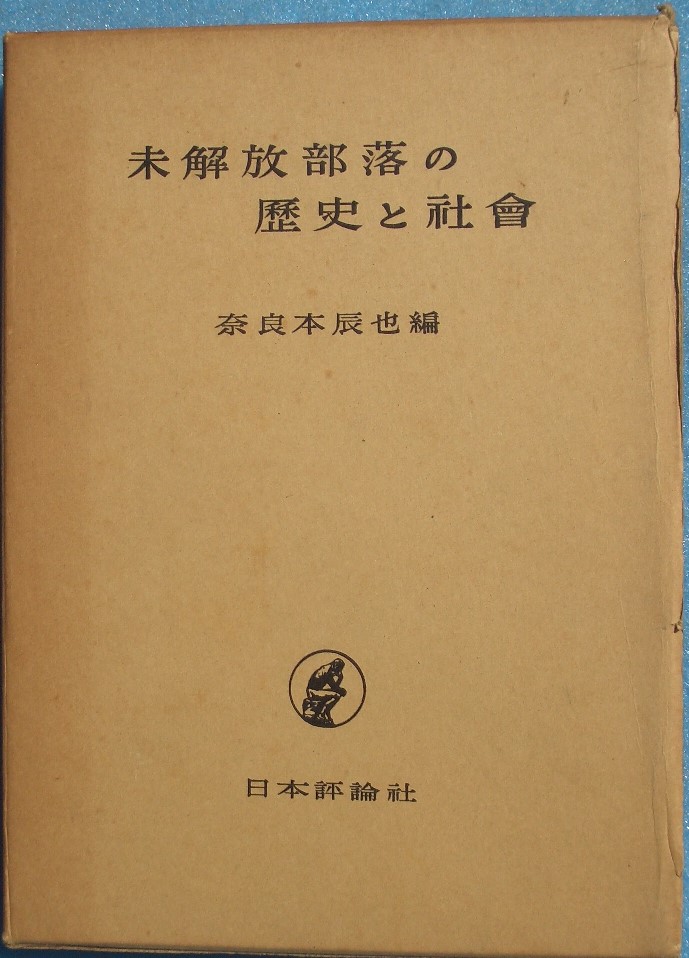 未解放部落の
歷史と社會
奈良本辰也編
日本評論社